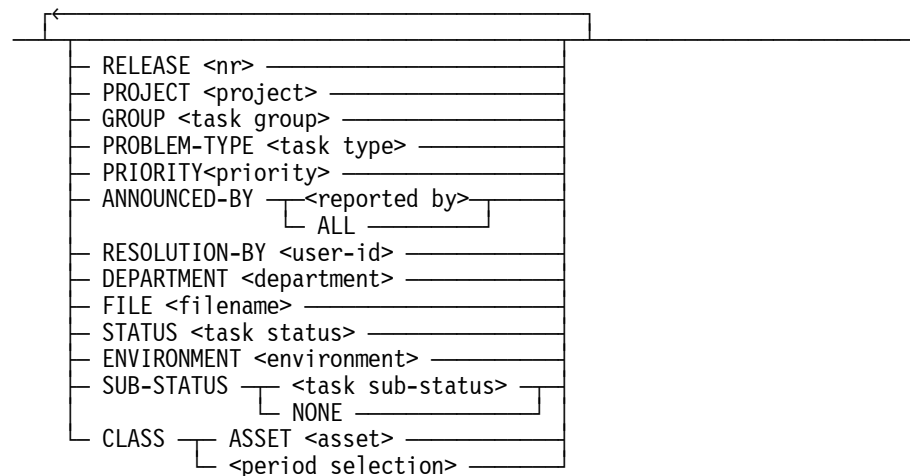 RELEASE <nr>
PROJECT <project>
GROUP <task group>
PROBLEM-TYPE <task type>
PRIORITY<priority>
ANNOUNCED-BY <reported by>
ALL
RESOLUTION-BY <user-id>
DEPARTMENT <department>
FILE <filename>
STATUS <task status>
ENVIRONMENT <environment>
SUB-STATUS <task sub-status>
NONE
CLASS ASSET <asset>
<period selection>